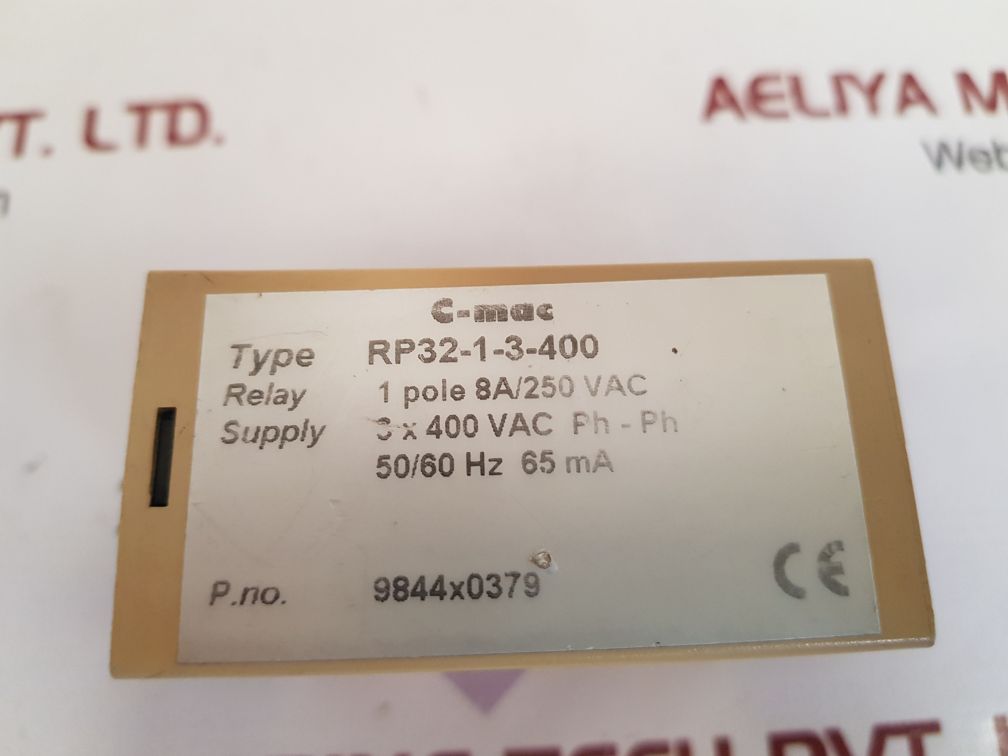 T. LTD.
AELIYA M
Web
C-mac
Type RP32-1-3-400
Relay 1 pole 8A/250 VAC
Supply 3 x 400 VAC Ph - Ph
50/60 Hz 65 mA
P.no. 9844x0379
CE